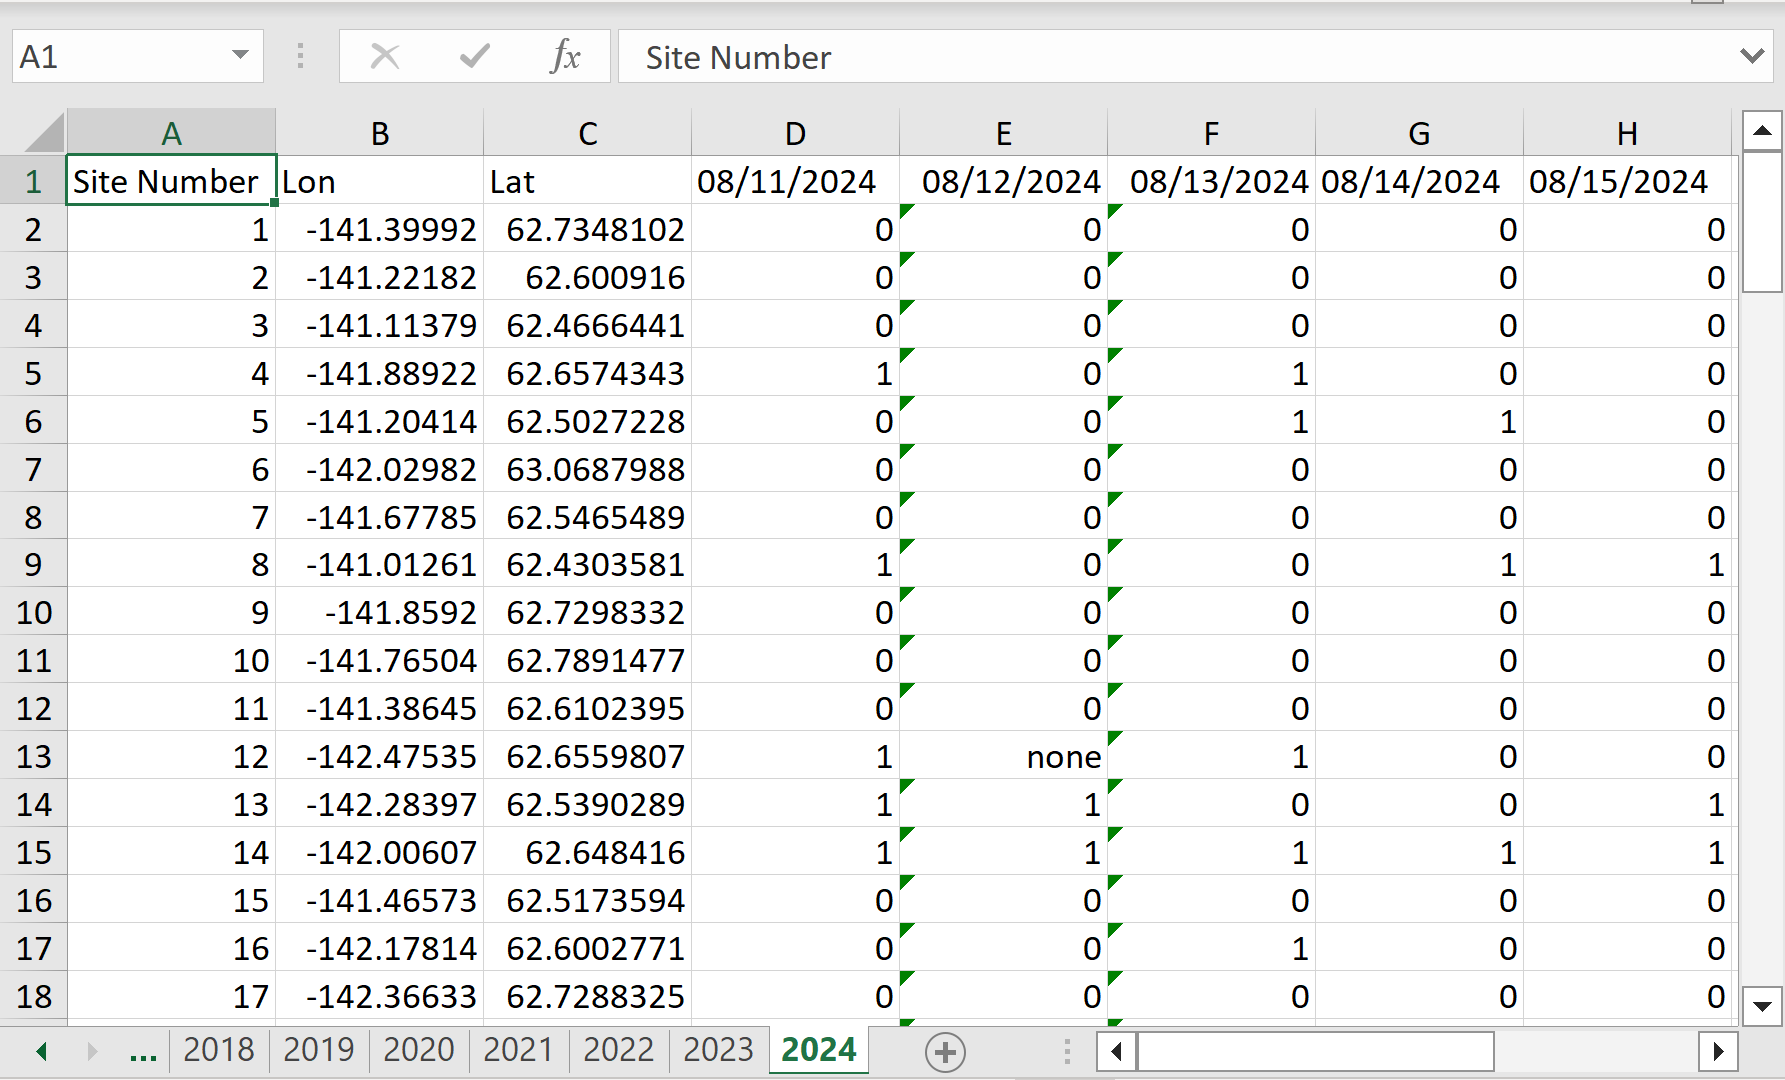 A1 fx Site Number
A B C D E F G H
1 Site Number Lon Lat 08/11/2024 08/12/2024 08/13/2024 08/14/2024 08/15/2024
2 1 -141.39992 62.7348102 0 0 0 0 0
3 2 -141.22182 62.600916 0 0 0 0 0
4 3 -141.11379 62.4666441 0 0 0 0 0
5 4 -141.88922 62.6574343 1 0 1 0 0
6 5 -141.20414 62.5027228 0 0 1 1 0
7 6 -142.02982 63.0687988 0 0 0 0 0
8 7 -141.67785 62.5465489 0 0 0 0 0
9 8 -141.01261 62.4303581 1 0 0 1 1
10 9 -141.8592 62.7298332 0 0 0 0 0
11 10 -141.76504 62.7891477 0 0 0 0 0
12 11 -141.38645 62.6102395 0 0 0 0 0
13 12 -142.47535 62.6559807 1 none 1 0 0
14 13 -142.28397 62.5390289 1 1 0 0 1
15 14 -142.00607 62.648416 1 1 1 1 1
16 15 -141.46573 62.5173594 0 0 0 0 0
17 16 -142.17814 62.6002771 0 0 1 0 0
18 17 -142.36633 62.7288325 0 0 0 0 0
... 2018 2019 2020 2021 2022 2023 2024